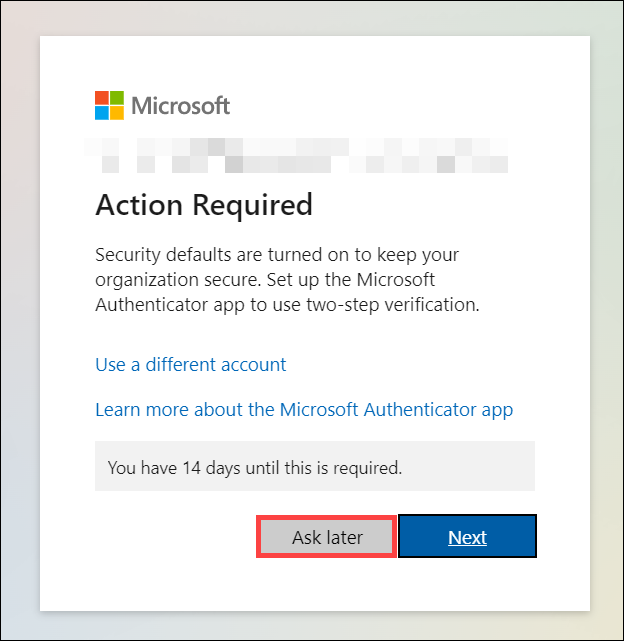 Microsoft
Action Required
Security defaults are turned on to keep your
organization secure. Set up the Microsoft
Authenticator app to use two-step verification.
Use a different account
Learn more about the Microsoft Authenticator app
You have 14 days until this is required.
Ask later
Next